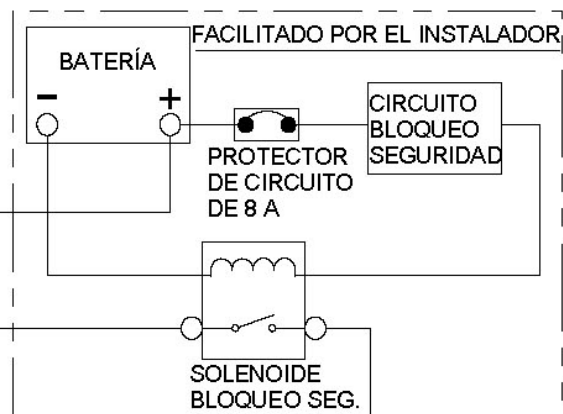 FACILITADO POR EL INSTALADOR
BATERÍA
- +
CIRCUITO
BLOQUEO
SEGURIDAD
PROTECTOR
DE CIRCUITO
DE 8 A
SOLENOIDE
BLOQUEO SEG.